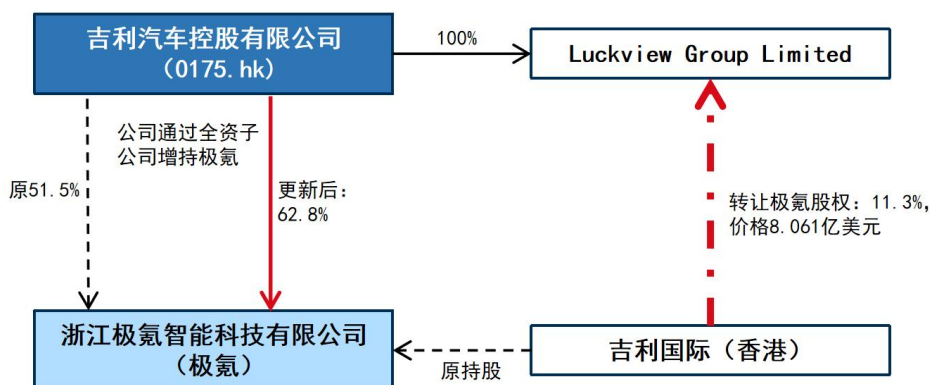 吉利汽车控股有限公司
（0175.hk）
100%
Luckview Group Limited
公司通过全资子
公司增持极氪
原51.5%
更新后：
62.8%
转让极氪股权：11.3%，
价格8.061亿美元
浙江极氪智能科技有限公司
（极氪）
原持股
吉利国际（香港）